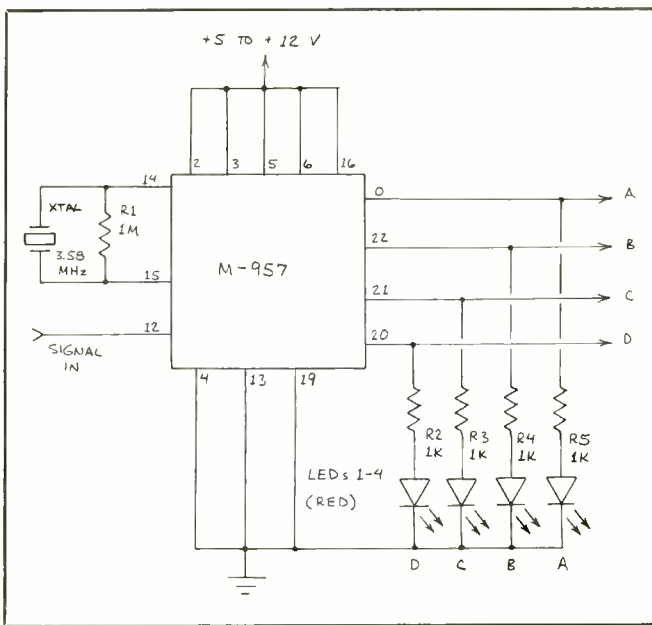 +5 TO +12 V
2 3 5 6 16
14
XTAL
R1
1M
3.58
MHz
15
M-957
12
SIGNAL
IN
0 A
22 B
21 C
20 D
4 13 19
R2
1K
R3
1K
R4
1K
R5
1K
LEDs 1-4
(RED)
D C B A